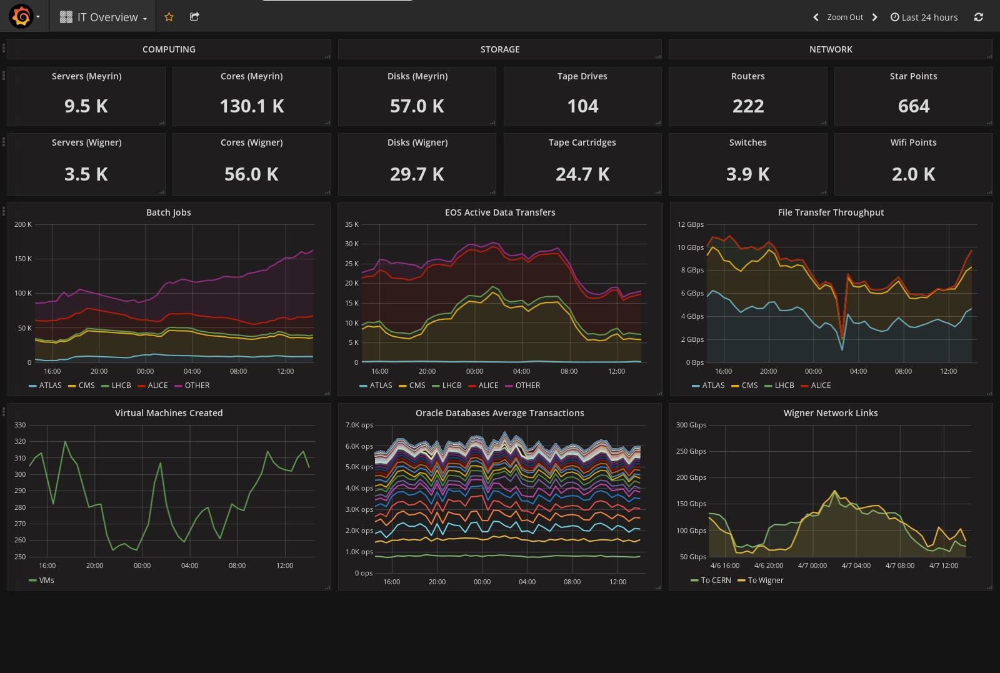 IT Overview
Zoom Out
Last 24 hours
COMPUTING
STORAGE
NETWORK
Servers (Meyrin)
9.5 K
Cores (Meyrin)
130.1 K
Disks (Meyrin)
57.0 K
Tape Drives
104
Routers
222
Star Points
664
Servers (Wigner)
3.5 K
Cores (Wigner)
56.0 K
Disks (Wigner)
29.7 K
Tape Cartridges
24.7 K
Switches
3.9 K
Wifi Points
2.0 K
Batch Jobs
200 K
150 K
100 K
50 K
0
16:00 20:00 00:00 04:00 08:00 12:00
ATLAS CMS LHCB ALICE OTHER
EOS Active Data Transfers
35 K
30 K
25 K
20 K
15 K
10 K
5 K
0
16:00 20:00 00:00 04:00 08:00 12:00
ATLAS CMS LHCB ALICE OTHER
File Transfer Throughput
12 GBps
10 GBps
8 GBps
6 GBps
4 GBps
2 GBps
0 Bps
16:00 20:00 00:00 04:00 08:00 12:00
ATLAS CMS LHCB ALICE
Virtual Machines Created
330
320
310
300
290
280
270
260
250
16:00 20:00 00:00 04:00 08:00 12:00
VMs
Oracle Databases Average Transactions
7.0K ops
6.0K ops
5.0K ops
4.0K ops
3.0K ops
2.0K ops
1.0K ops
0 ops
16:00 20:00 00:00 04:00 08:00 12:00
Wigner Network Links
300 Gbps
250 Gbps
200 Gbps
150 Gbps
100 Gbps
50 Gbps
4/6 16:00 4/6 20:00 4/7 00:00 4/7 04:00 4/7 08:00 4/7 12:00
To CERN To Wigner